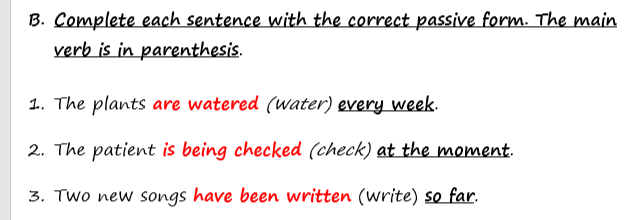 B. Complete each sentence with the correct passive form. The main
verb is in parenthesis.
1. The plants are watered (water) every week.
2. The patient is being checked (check) at the moment.
3. Two new songs have been written (write) so far.